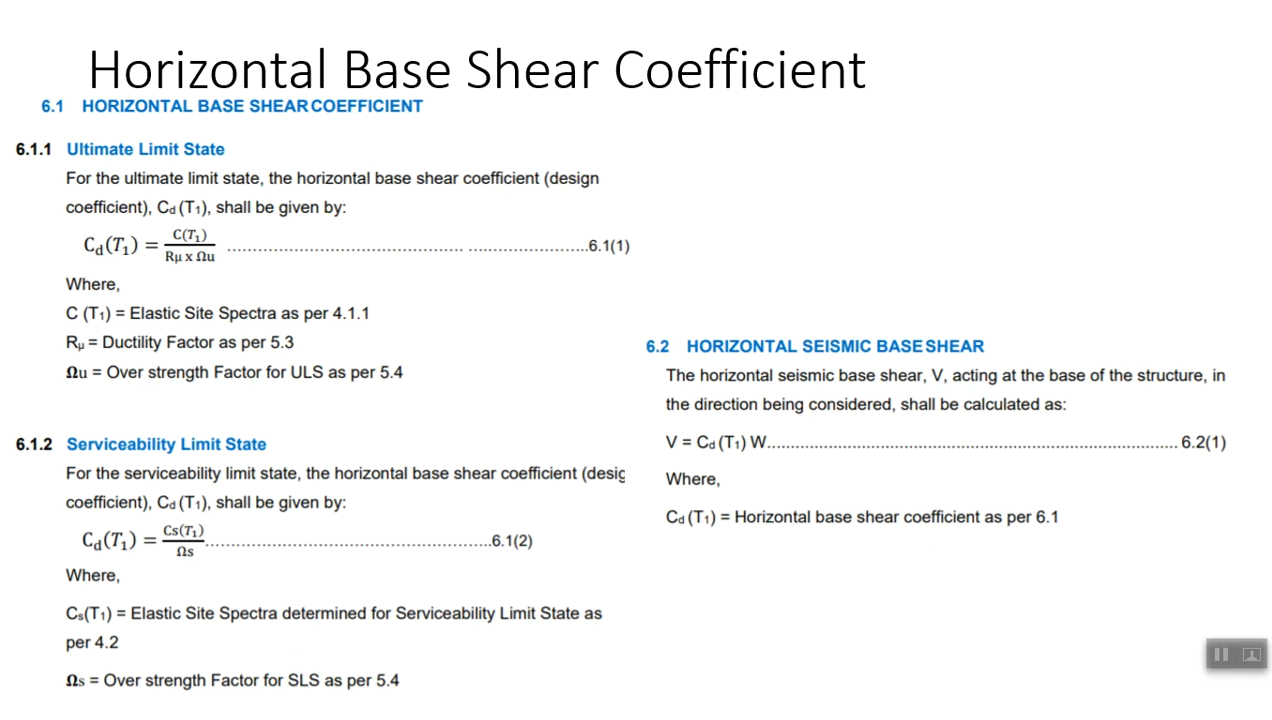 Horizontal Base Shear Coefficient
6.1 HORIZONTAL BASE SHEAR COEFFICIENT
6.1.1 Ultimate Limit State
For the ultimate limit state, the horizontal base shear coefficient (design
coefficient), Cd (T1), shall be given by:
Cd(T1) = C(T1) / Rμ x Ωu ........................................ .......................6.1(1)
Where,
C (T1) = Elastic Site Spectra as per 4.1.1
Rμ = Ductility Factor as per 5.3
Ωu = Over strength Factor for ULS as per 5.4
6.1.2 Serviceability Limit State
For the serviceability limit state, the horizontal base shear coefficient (desig
coefficient), Cd (T1), shall be given by:
Cd(T1) = Cs(T1) / Ωs ......................................................6.1(2)
Where,
Cs(T1) = Elastic Site Spectra determined for Serviceability Limit State as
per 4.2
Ωs = Over strength Factor for SLS as per 5.4
6.2 HORIZONTAL SEISMIC BASE SHEAR
The horizontal seismic base shear, V, acting at the base of the structure, in
the direction being considered, shall be calculated as:
V = Cd (T1) W................................................................................ 6.2(1)
Where,
Cd (T1) = Horizontal base shear coefficient as per 6.1